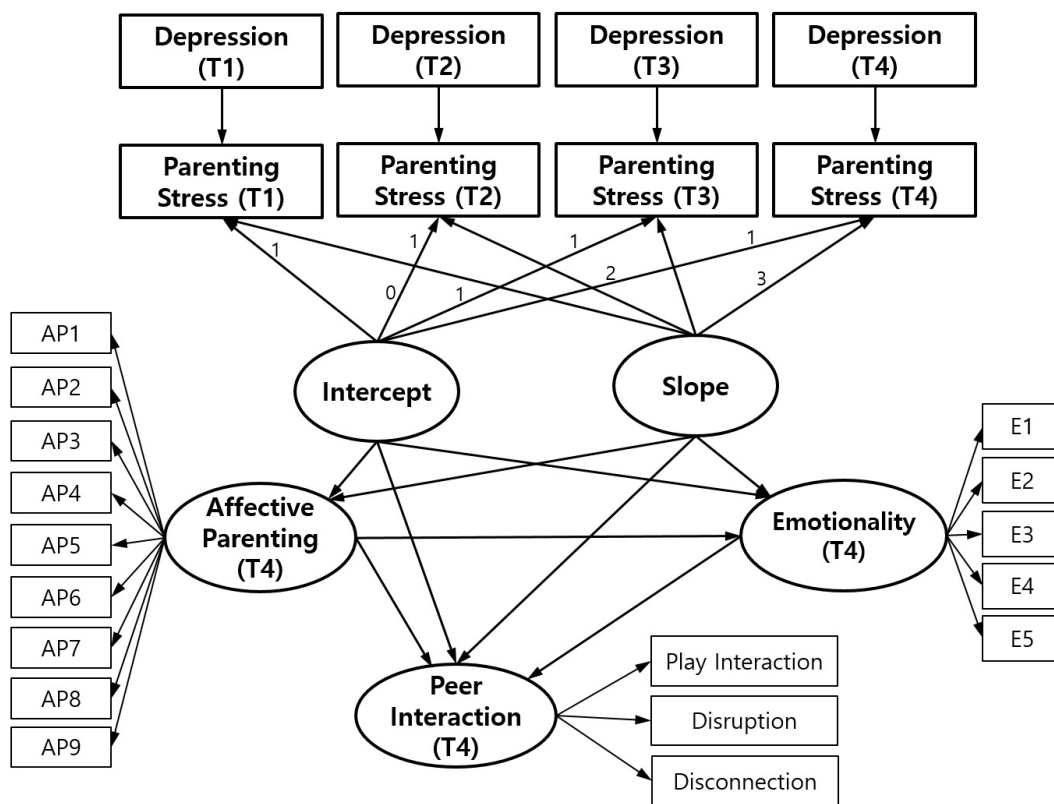 Depression
(T1)
Depression
(T2)
Depression
(T3)
Depression
(T4)
Parenting
Stress (T1)
Parenting
Stress (T2)
Parenting
Stress (T3)
Parenting
Stress (T4)
1
1
1
1
0
1
2
3
Intercept
Slope
AP1
AP2
AP3
AP4
AP5
AP6
AP7
AP8
AP9
Affective
Parenting
(T4)
Emotionality
(T4)
E1
E2
E3
E4
E5
Peer
Interaction
(T4)
Play Interaction
Disruption
Disconnection